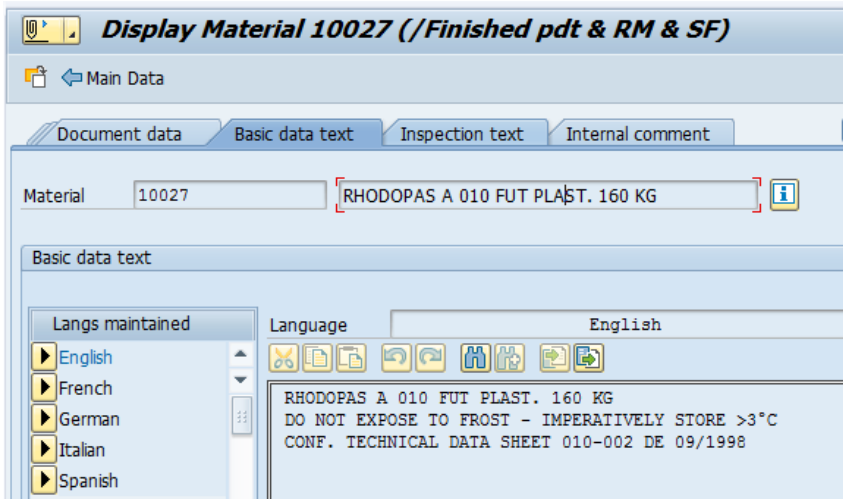 Display Material 10027 (/Finished pdt & RM & SF)
Main Data
Document data Basic data text Inspection text Internal comment
Material 10027 RHODOPAS A 010 FUT PLAST. 160 KG
Basic data text
Langs maintained Language English
English
French
German
Italian
Spanish
RHODOPAS A 010 FUT PLAST. 160 KG
DO NOT EXPOSE TO FROST - IMPERATIVELY STORE >3°C
CONF. TECHNICAL DATA SHEET 010-002 DE 09/1998